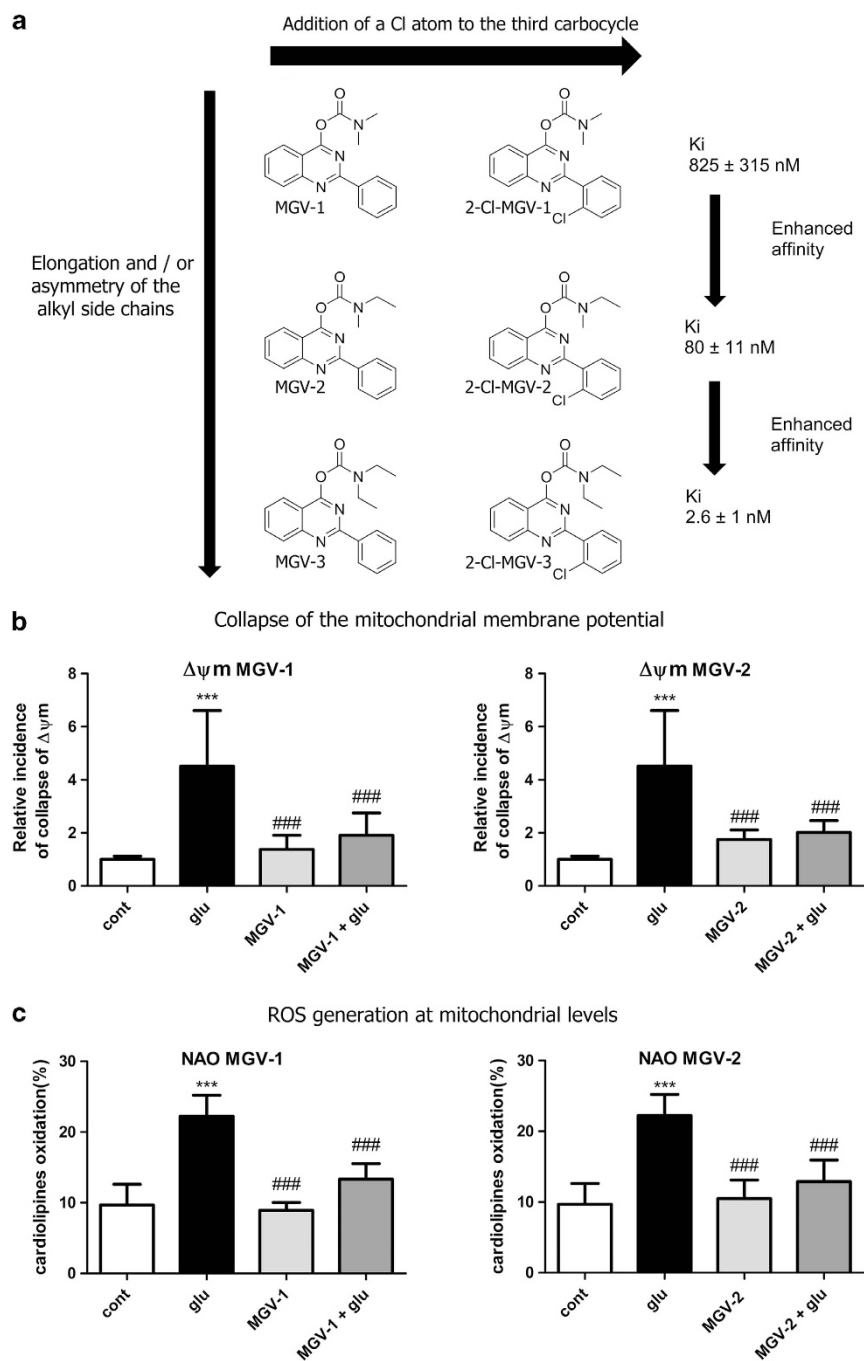 a
Addition of a Cl atom to the third carbocycle
Elongation and / or
asymmetry of the
alkyl side chains
O
O
N
N
N
MGV-1
O
O
N
N
N
Cl
2-Cl-MGV-1
Ki
825 ± 315 nM
Enhanced
affinity
O
O
N
N
N
MGV-2
O
O
N
N
N
Cl
2-Cl-MGV-2
Ki
80 ± 11 nM
Enhanced
affinity
O
O
N
N
N
MGV-3
O
O
N
N
N
Cl
2-Cl-MGV-3
Ki
2.6 ± 1 nM
b
Collapse of the mitochondrial membrane potential
Δψm MGV-1
Relative incidence
of collapse of Δψm
8
6
4
2
0
***
###
###
cont
glu
MGV-1
MGV-1 + glu
Δψm MGV-2
Relative incidence
of collapse of Δψm
8
6
4
2
0
***
###
###
cont
glu
MGV-2
MGV-2 + glu
c
ROS generation at mitochondrial levels
NAO MGV-1
cardiolipines oxidation(%)
30
20
10
0
***
###
###
cont
glu
MGV-1
MGV-1 + glu
NAO MGV-2
cardiolipines oxidation(%)
30
20
10
0
***
###
###
cont
glu
MGV-2
MGV-2 + glu